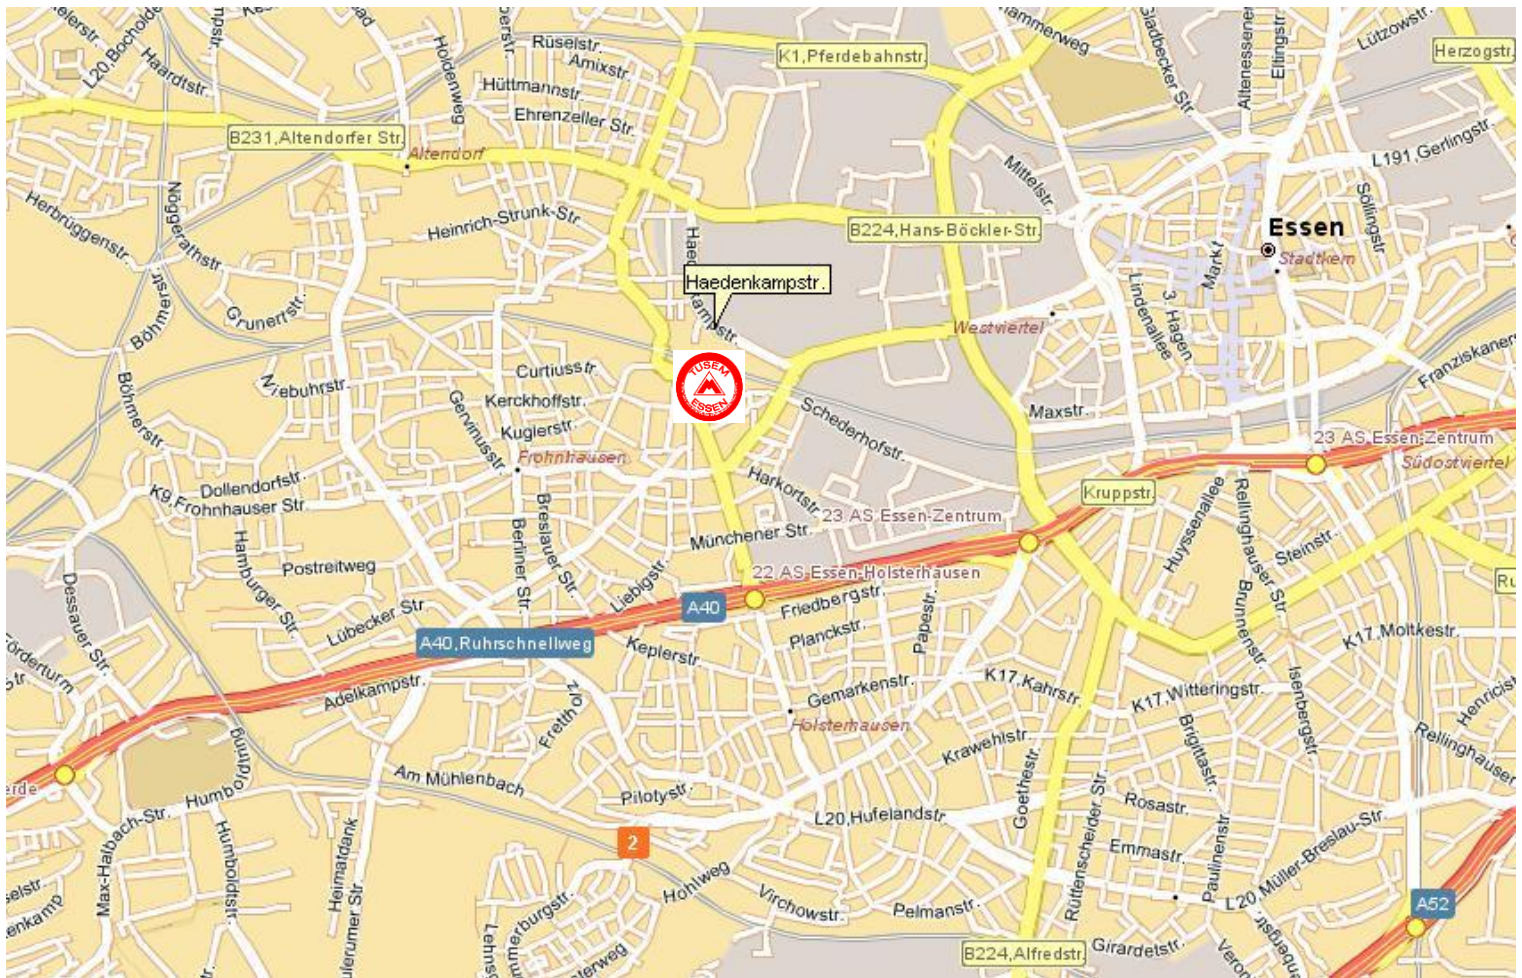 Rüselstr.
Amixstr.
Hüttmannstr.
Ehrenzeller Str.
Holdenweg
Haardtstr.
K1,Pferdebahnstr.
Gladbecker Str.
Eltingstr.
Lützowstr.
Herzogstr.
B231,Altendorfer Str.
Altendorf
Mittelstr.
L191,Gerlingstr.
Söllingstr.
Herbrüggenstr.
Nöggerathstr.
Heinrich-Strunk-Str.
B224,Hans-Böckler-Str.
Essen
Stadtkern
Markt
3. Hagen
Lindenallee
Haedenkampstr.
Westviertel
Grunertstr.
Böhmerstr.
TUSEM
ESSEN
Niebuhrstr.
Curtiusstr.
Kerckhoffstr.
Kuglerstr.
Gervinusstr.
Frohnhausen
Böhmerstr.
Schederhofstr.
Maxstr.
23 AS Essen-Zentrum
Südostviertel
Dollendorfstr.
K9,Frohnhauser Str.
Harkortstr.
23 AS Essen-Zentrum
Kruppstr.
Huyssenallee
Rellinghauser Str.
Steinstr.
Brunnenstr.
Münchener Str.
Breslauer Str.
Berliner Str.
Hamburger Str.
Postreitweg
Lübecker Str.
Liebigstr.
22 AS Essen-Holsterhausen
A40
Friedbergstr.
Planckstr.
Papestr.
Dessauer Str.
A40,Ruhrschnellweg
Keplerstr.
K17,Moltkestr.
Adelkampstr.
Frettholz
Gemarkenstr.
K17,Kahrstr.
K17,Witteringstr.
Isenbergstr.
Holsterhausen
Krawehlstr.
Brigittastr.
Am Mühlenbach
Pilotystr.
Goethestr.
Rosastr.
L20,Hufelandstr.
Emmastr.
2
Max-Halbach-Str.
Humboldtstr.
Heimatdank
Hohlweg
Virchowstr.
Pelmanstr.
Rüttenscheider Str.
Paulinenstr.
L20,Müller-Breslau-Str.
A52
B224,Alfredstr.
Girardetstr.